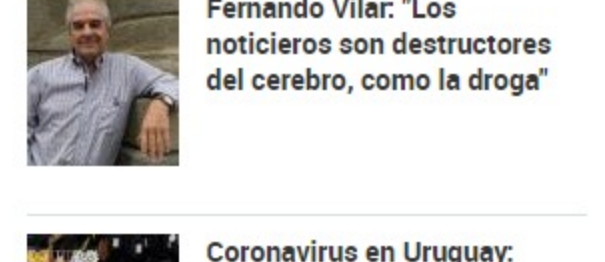 Fernando Vilar: "Los
noticieros son destructores
del cerebro, como la droga"
Coronavirus en Uruguay: